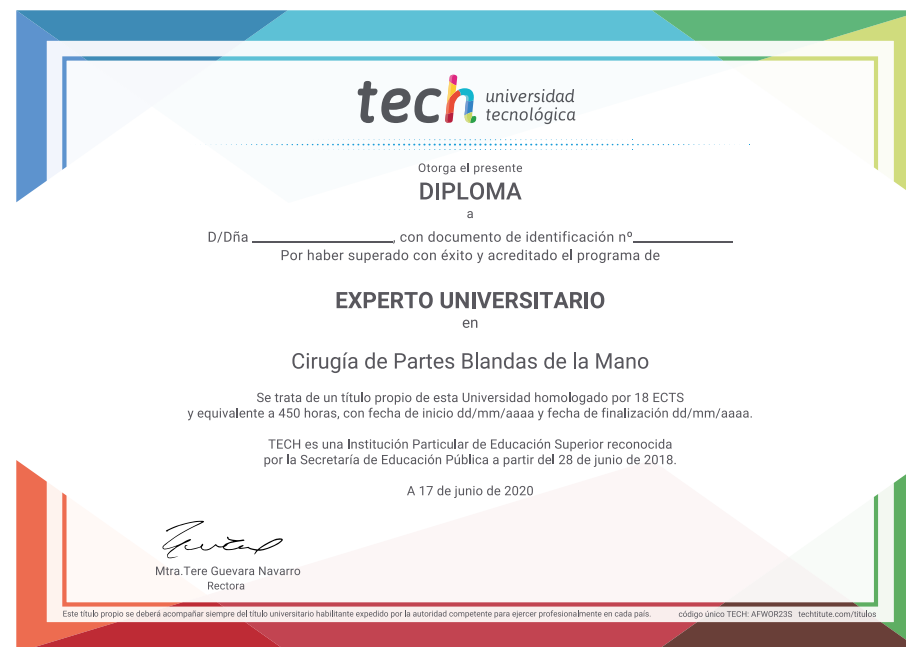 tech universidad
tecnológica
Otorga el presente
DIPLOMA
a
D/Dña ____________________, con documento de identificación nº______________
Por haber superado con éxito y acreditado el programa de
EXPERTO UNIVERSITARIO
en
Cirugía de Partes Blandas de la Mano
Se trata de un título propio de esta Universidad homologado por 18 ECTS
y equivalente a 450 horas, con fecha de inicio dd/mm/aaaa y fecha de finalización dd/mm/aaaa.
TECH es una Institución Particular de Educación Superior reconocida
por la Secretaría de Educación Pública a partir del 28 de junio de 2018.
A 17 de junio de 2020
Mtra.Tere Guevara Navarro
Rectora
Este título propio se deberá acompañar siempre del título universitario habilitante expedido por la autoridad competente para ejercer profesionalmente en cada país. código único TECH: AFWOR23S techtitute.com/titulos